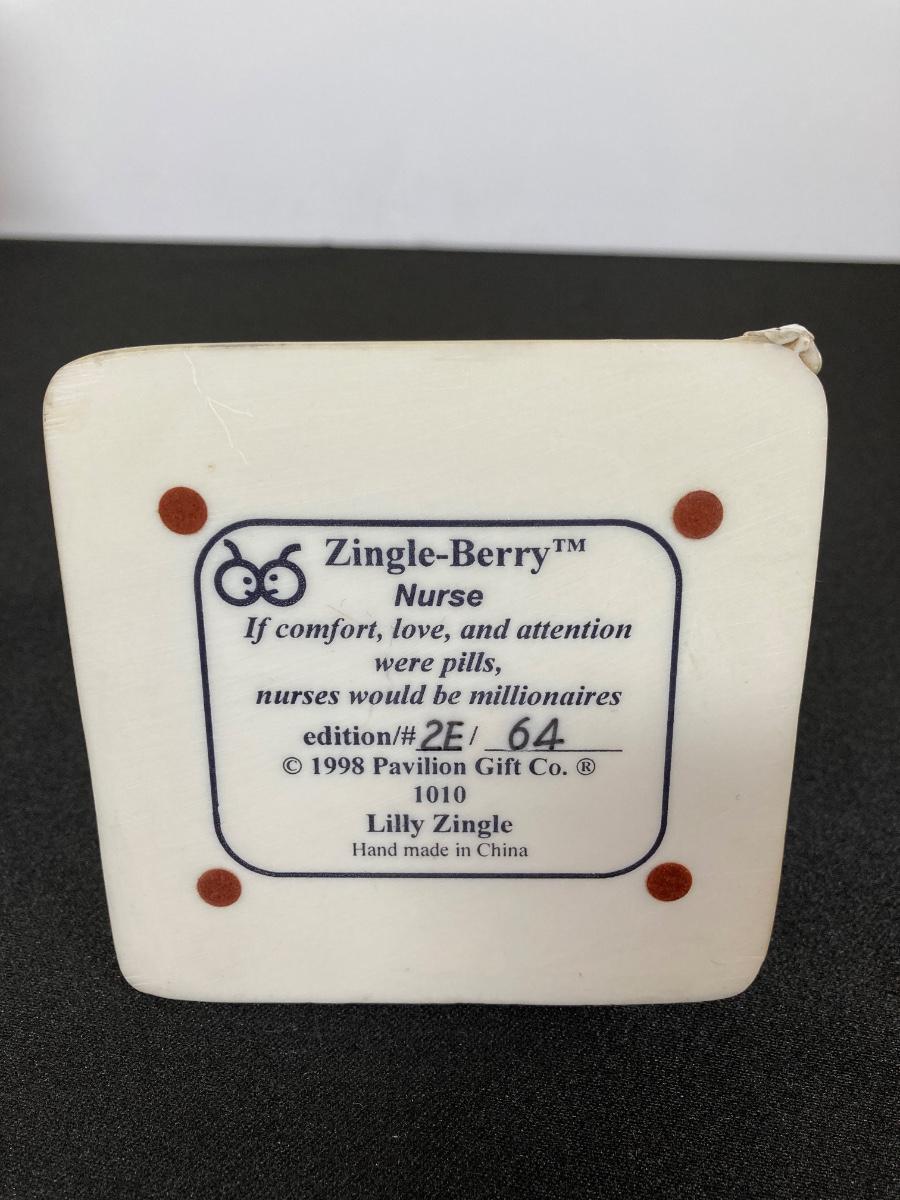 Zingle-Berry™
Nurse
If comfort, love, and attention
were pills,
nurses would be millionaires
edition/# 2E / 64
© 1998 Pavilion Gift Co. ®
1010
Lilly Zingle
Hand made in China